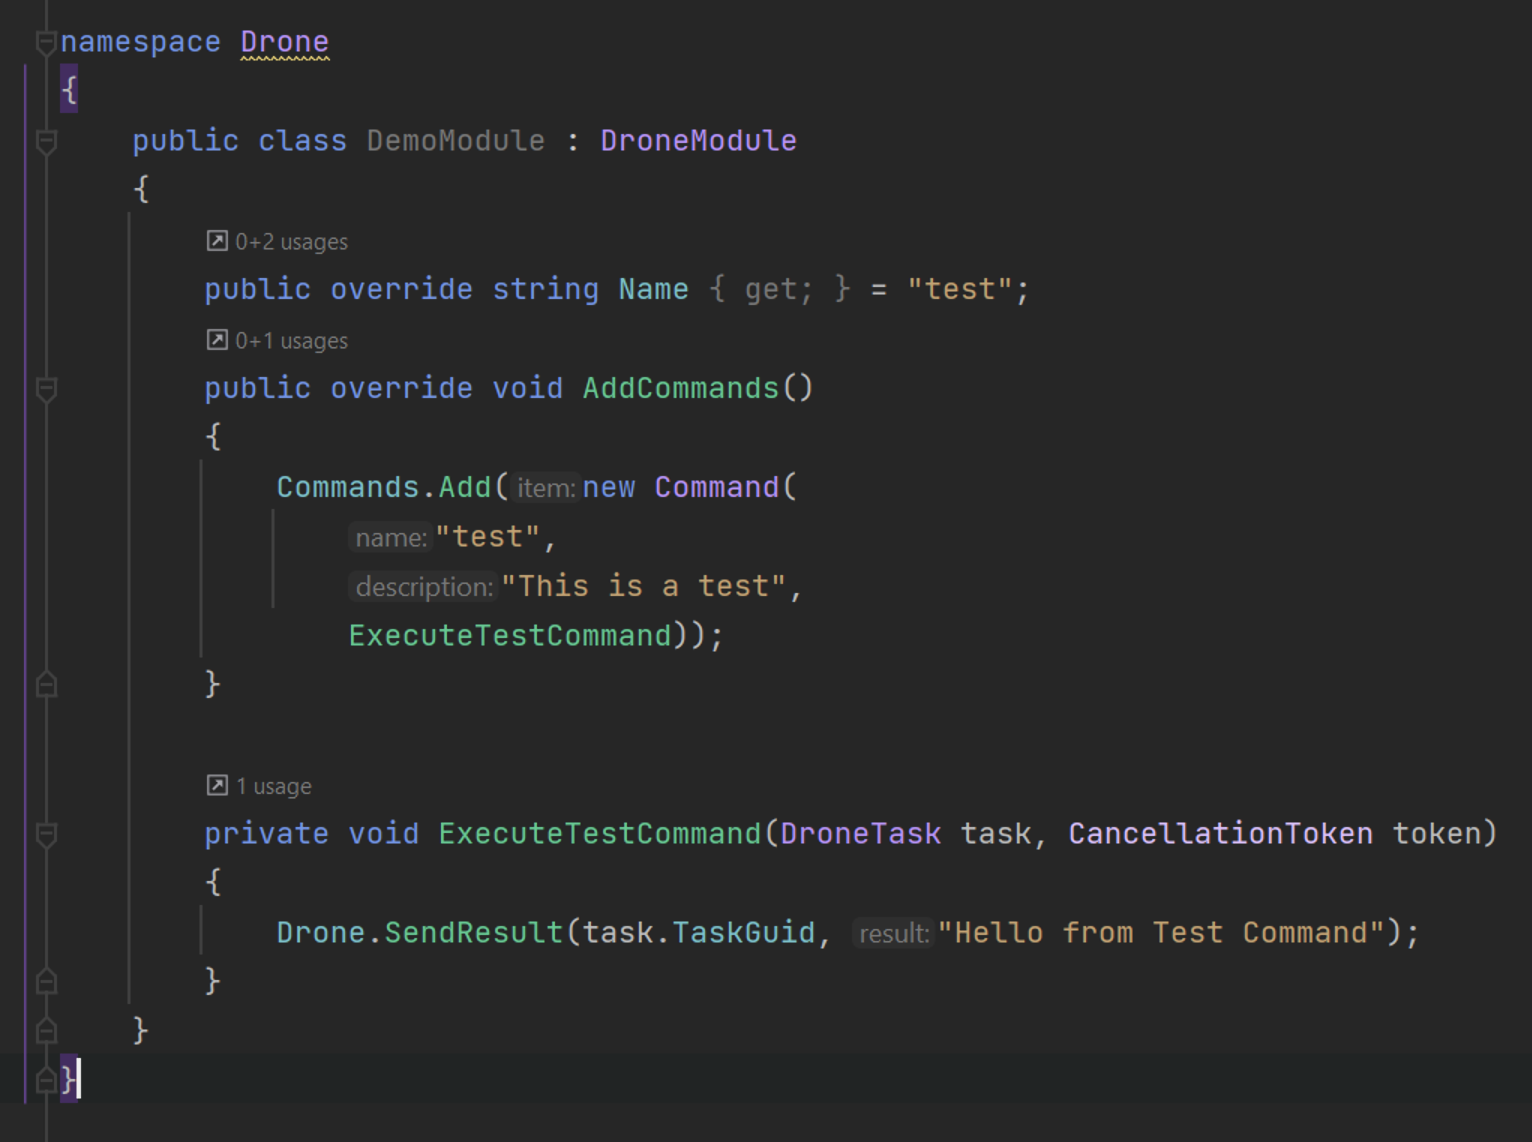 namespace Drone
{
    public class DemoModule : DroneModule
    {
        0+2 usages
        public override string Name { get; } = "test";
        0+1 usages
        public override void AddCommands()
        {
            Commands.Add(item:new Command(
                name:"test",
                description:"This is a test",
                ExecuteTestCommand));
        }
        1 usage
        private void ExecuteTestCommand(DroneTask task, CancellationToken token)
        {
            Drone.SendResult(task.TaskGuid, result:"Hello from Test Command");
        }
    }
}